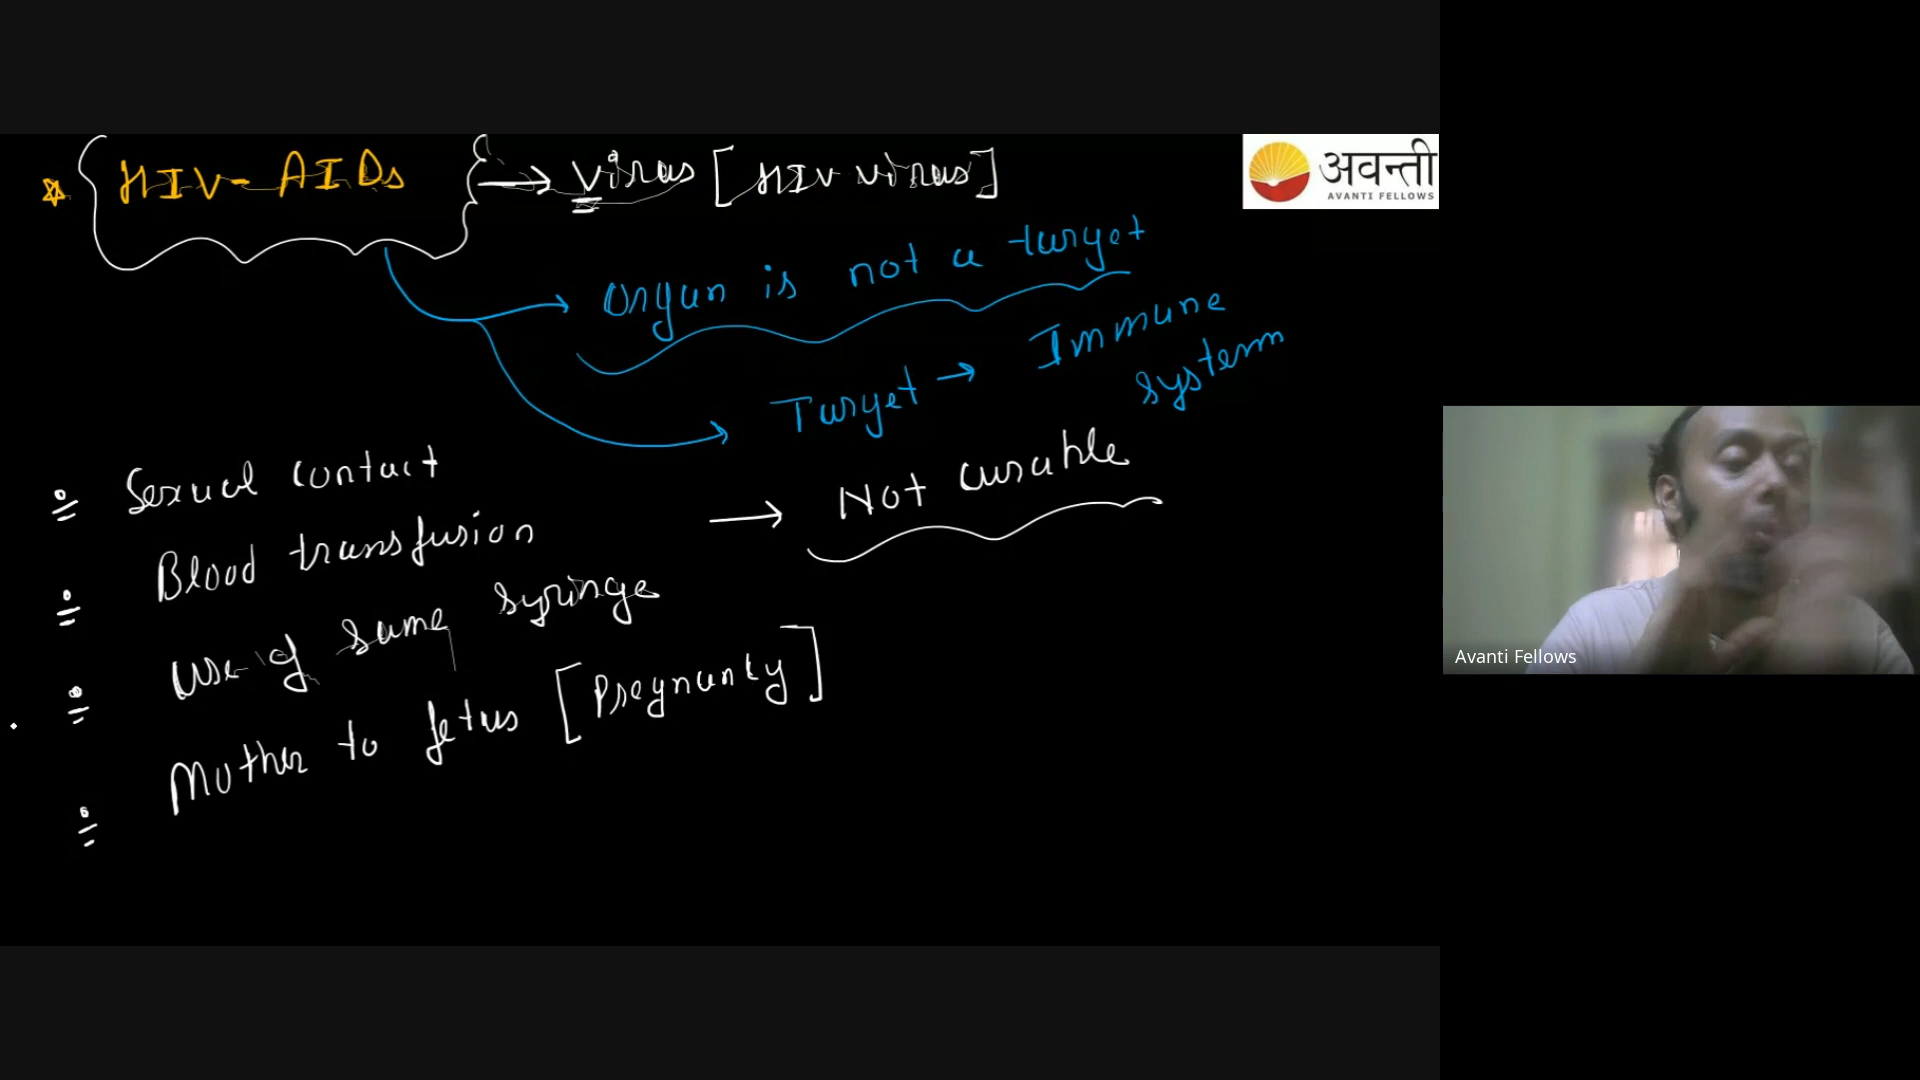 HIV-AIDs → Virus [HIV virus]
अवन्ती
AVANTI FELLOWS
Organ is not a target
Target → Immune
system
Sexual contact
→ Not curable
Blood transfusion
Use of same syringe
Mother to fetus [Pregnancy]
Avanti Fellows